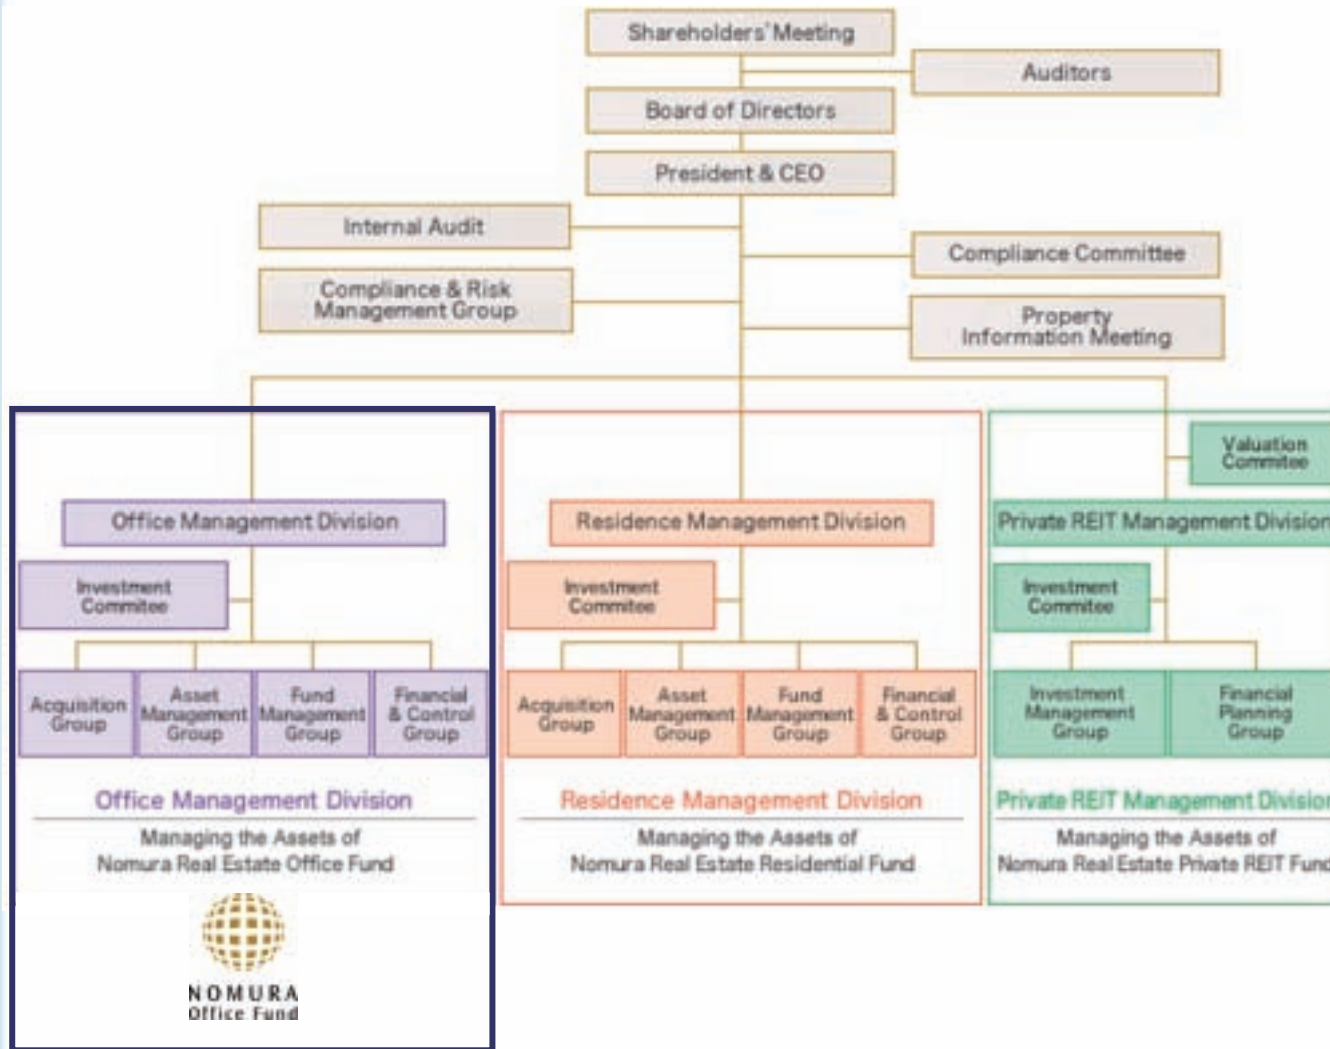 Shareholders' Meeting
Auditors
Board of Directors
President & CEO
Internal Audit
Compliance Committee
Compliance & Risk
Management Group
Property
Information Meeting
Valuation
Commitee
Office Management Division
Residence Management Division
Private REIT Management Division
Investment
Commitee
Investment
Commitee
Investment
Commitee
Acquisition
Group
Asset
Management
Group
Fund
Management
Group
Financial
& Control
Group
Acquisition
Group
Asset
Management
Group
Fund
Management
Group
Financial
& Control
Group
Investment
Management
Group
Financial
Planning
Group
Office Management Division
Managing the Assets of
Nomura Real Estate Office Fund
Residence Management Division
Managing the Assets of
Nomura Real Estate Residential Fund
Private REIT Management Division
Managing the Assets of
Nomura Real Estate Private REIT Fund
NOMURA
Office Fund